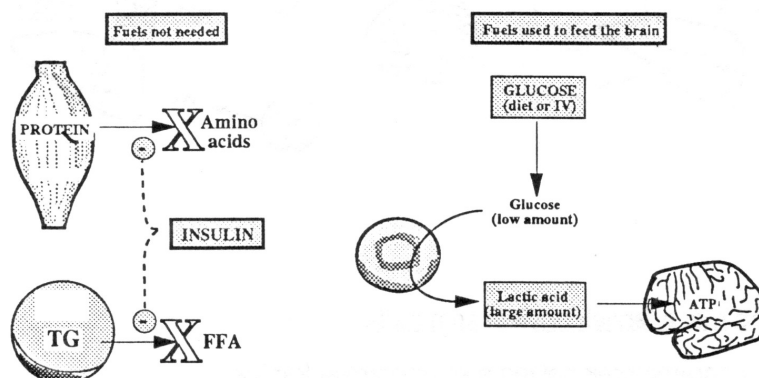 Fuels not needed
Fuels used to feed the brain
PROTEIN
X Amino
acids
-
INSULIN
-
TG
X FFA
GLUCOSE
(diet or IV)
Glucose
(low amount)
Lactic acid
(large amount)
ATP